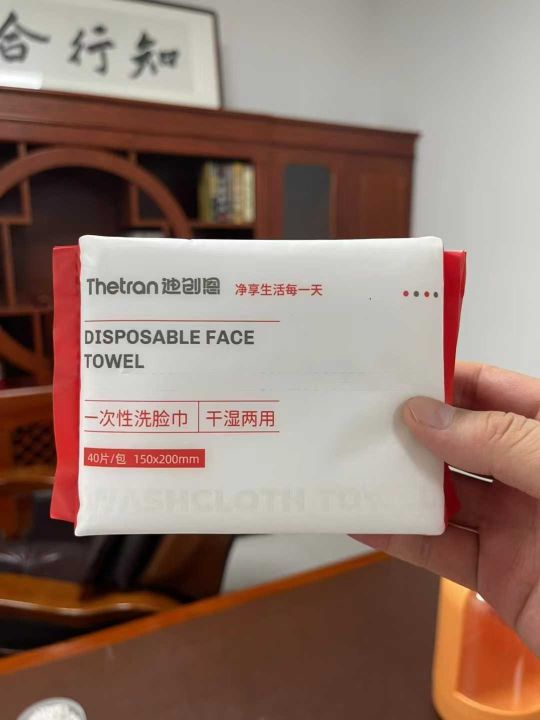 知行合
Thetran 迪创恩 净享生活每一天
DISPOSABLE FACE
TOWEL
一次性洗脸巾 干湿两用
40片/包 150x200mm
WASHCLOTH TOWEL